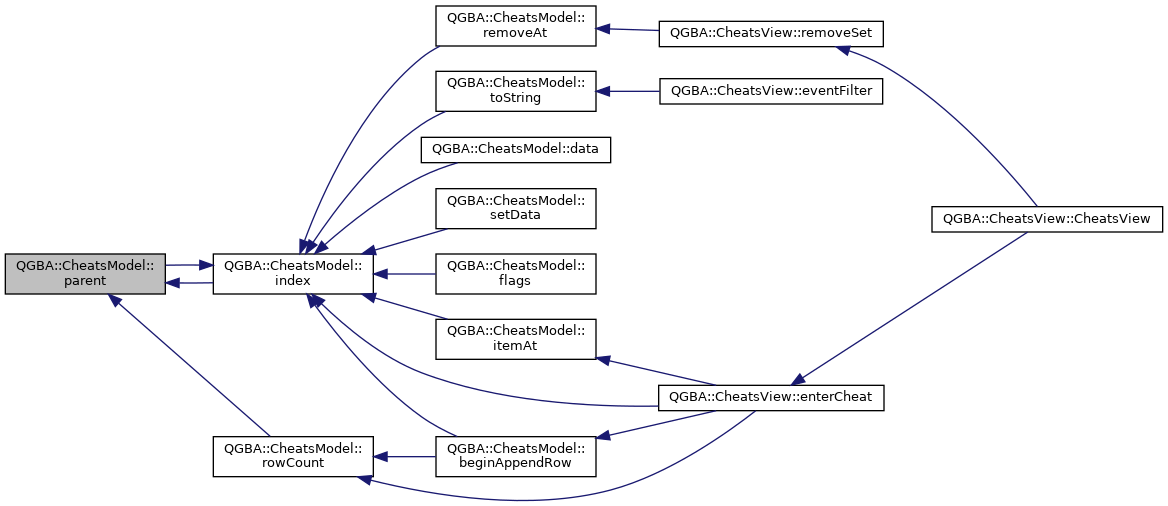 QGBA::CheatsModel::
removeAt
QGBA::CheatsView::removeSet
QGBA::CheatsModel::
toString
QGBA::CheatsView::eventFilter
QGBA::CheatsModel::data
QGBA::CheatsModel::
setData
QGBA::CheatsView::CheatsView
QGBA::CheatsModel::
parent
QGBA::CheatsModel::
index
QGBA::CheatsModel::
flags
QGBA::CheatsModel::
itemAt
QGBA::CheatsView::enterCheat
QGBA::CheatsModel::
rowCount
QGBA::CheatsModel::
beginAppendRow